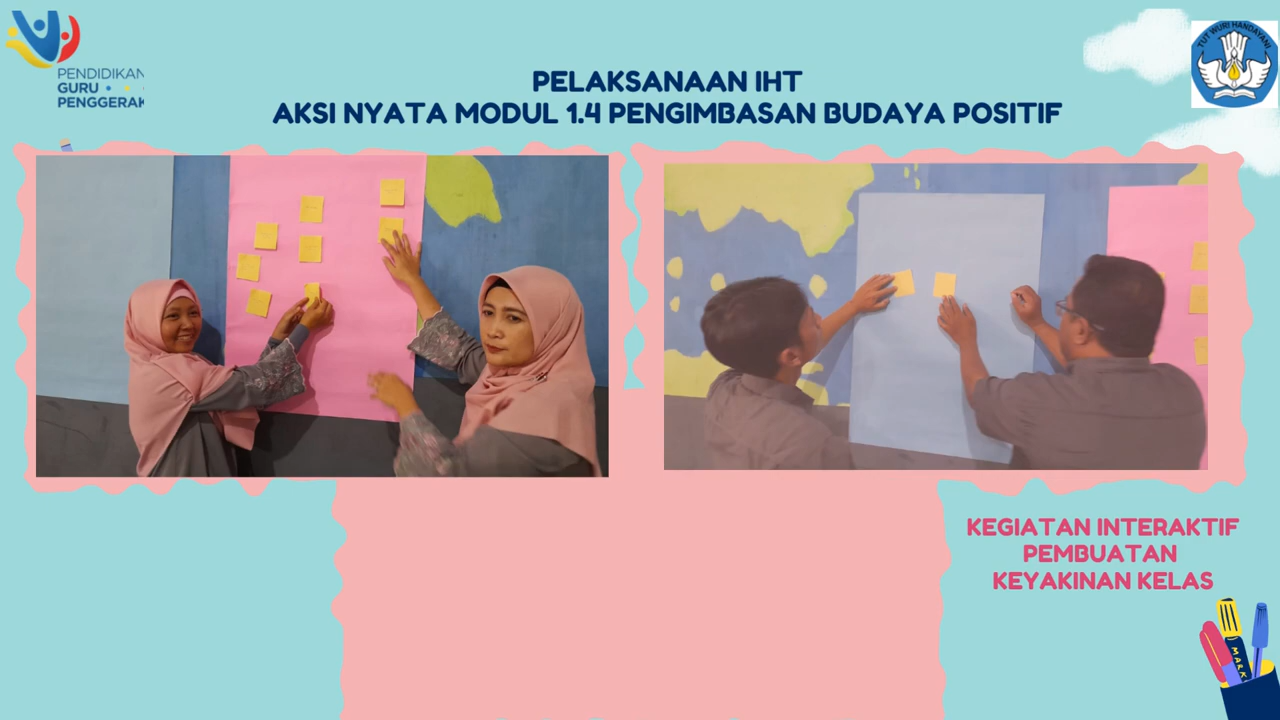 PENDIDIKAN
GURU
PENGGERAK
TUT WURI HANDAYANI
PELAKSANAAN IHT
AKSI NYATA MODUL 1.4 PENGIMBASAN BUDAYA POSITIF
KEGIATAN INTERAKTIF
PEMBUATAN
KEYAKINAN KELAS
MARK